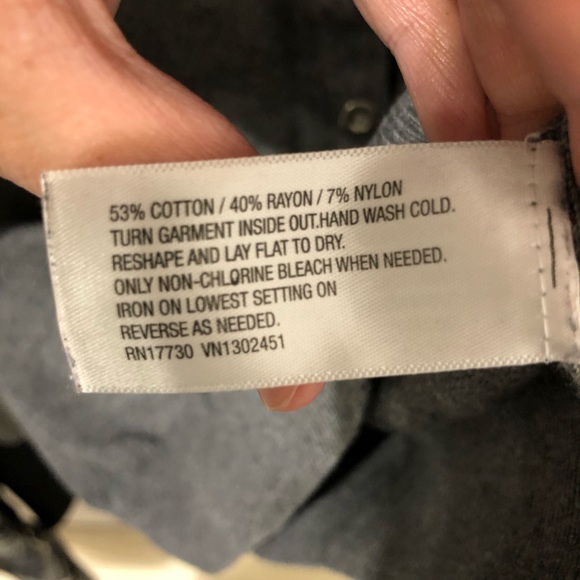 53% COTTON / 40% RAYON / 7% NYLON
TURN GARMENT INSIDE OUT.HAND WASH COLD.
RESHAPE AND LAY FLAT TO DRY.
ONLY NON-CHLORINE BLEACH WHEN NEEDED.
IRON ON LOWEST SETTING ON
REVERSE AS NEEDED.
RN17730 VN1302451